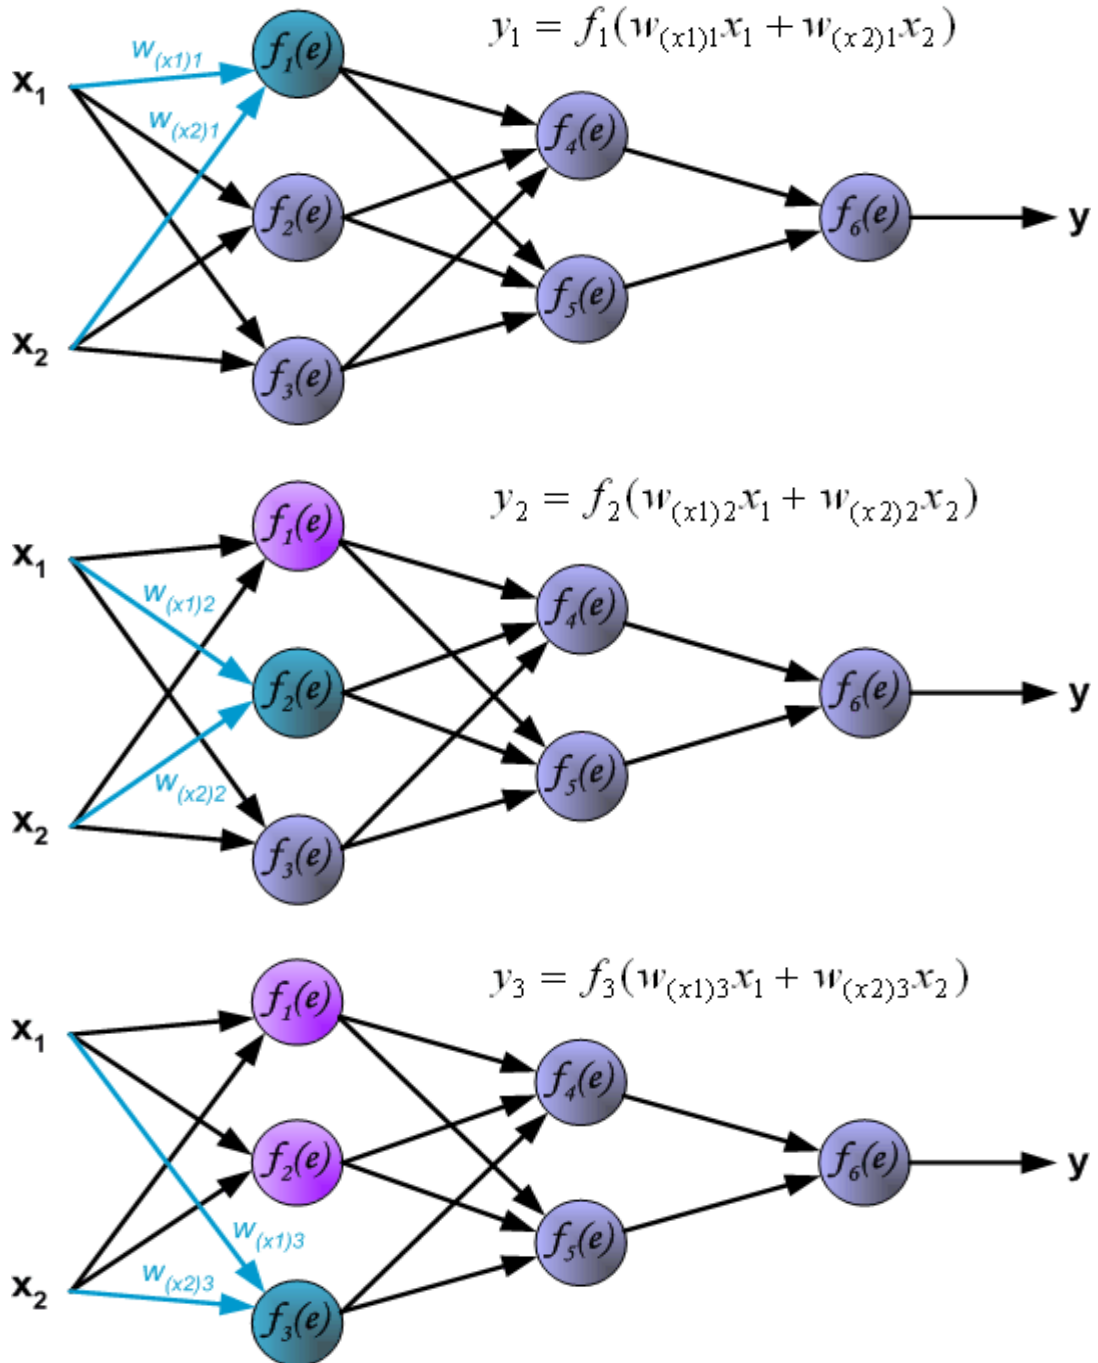 y₁ = f₁(w₍ₓ₁₎₁x₁ + w₍ₓ₂₎₁x₂)
w₍ₓ₁₎₁
f₁(e)
x₁
w₍ₓ₂₎₁
f₄(e)
f₂(e)
f₆(e)
y
f₅(e)
x₂
f₃(e)
y₂ = f₂(w₍ₓ₁₎₂x₁ + w₍ₓ₂₎₂x₂)
f₁(e)
x₁
w₍ₓ₁₎₂
f₄(e)
f₂(e)
f₆(e)
y
w₍ₓ₂₎₂
f₅(e)
x₂
f₃(e)
y₃ = f₃(w₍ₓ₁₎₃x₁ + w₍ₓ₂₎₃x₂)
f₁(e)
x₁
f₄(e)
f₂(e)
f₆(e)
y
w₍ₓ₁₎₃
f₅(e)
w₍ₓ₂₎₃
x₂
f₃(e)